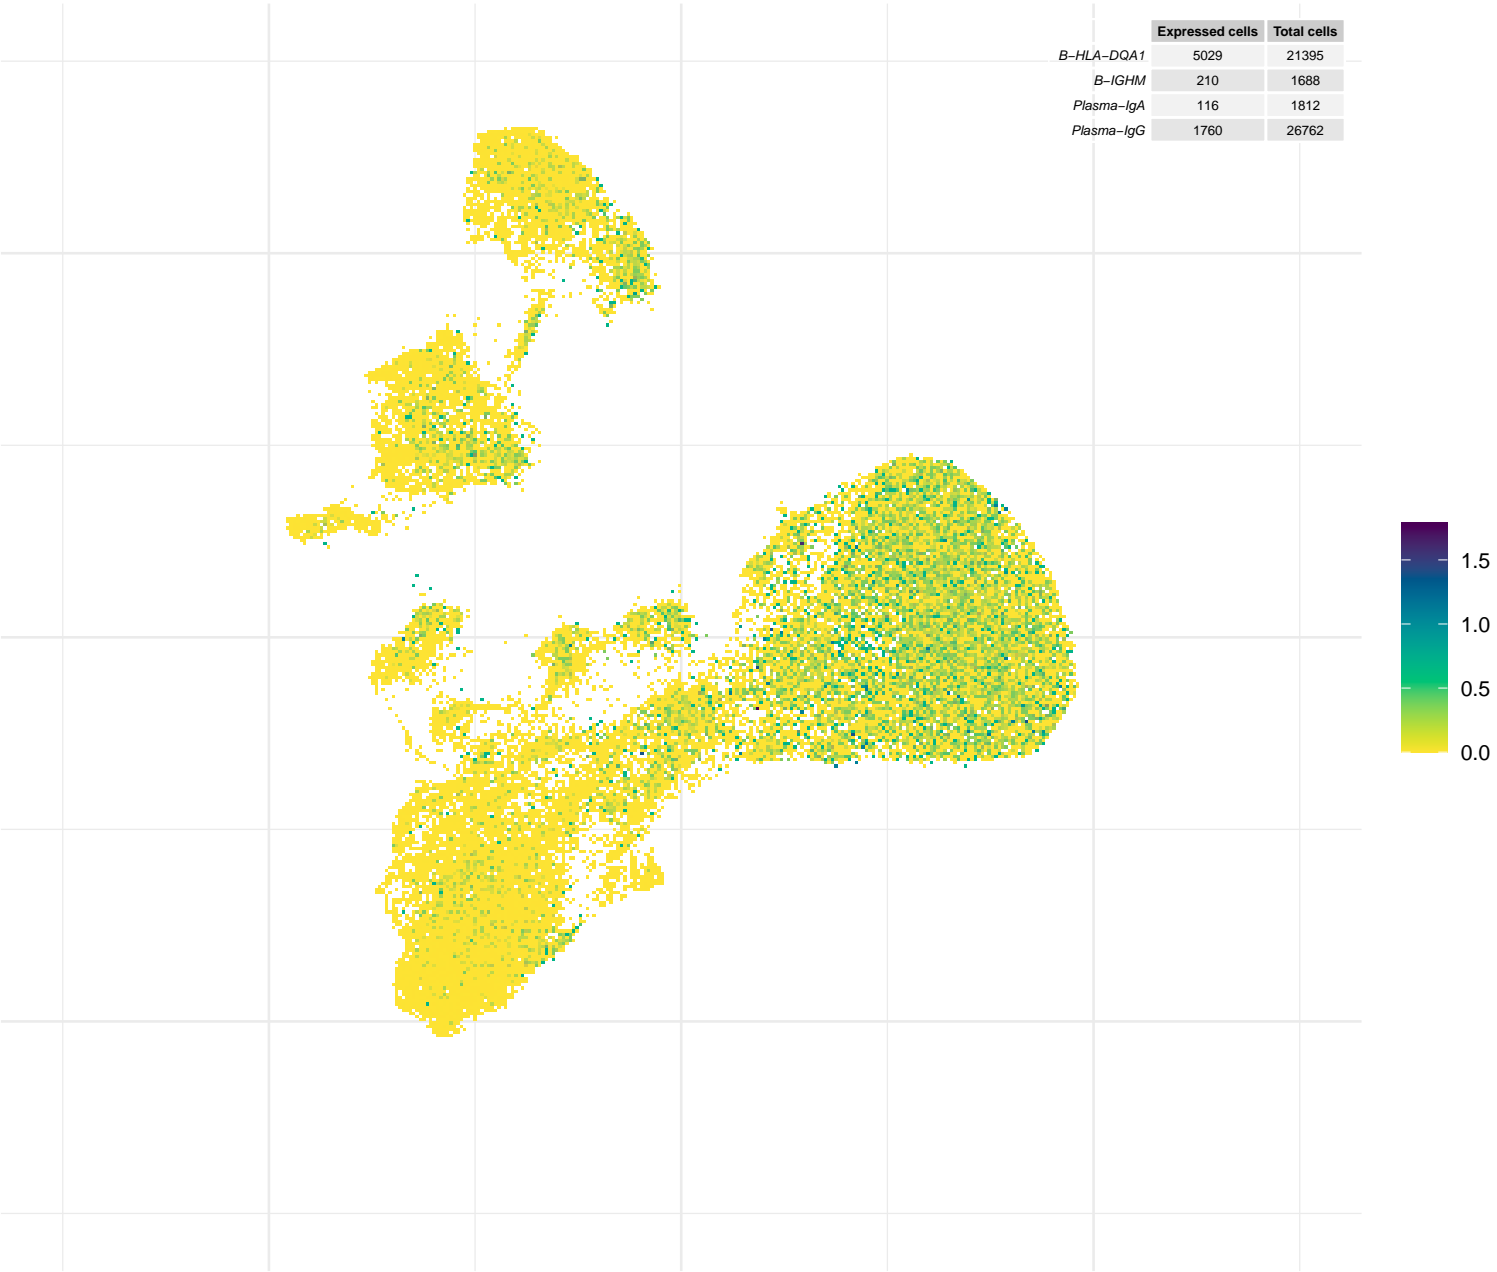 Expressed cells Total cells
B−HLA−DQA1 5029 21395
B−IGHM 210 1688
Plasma−IgA 116 1812
Plasma−IgG 1760 26762
1.5
1.0
0.5
0.0